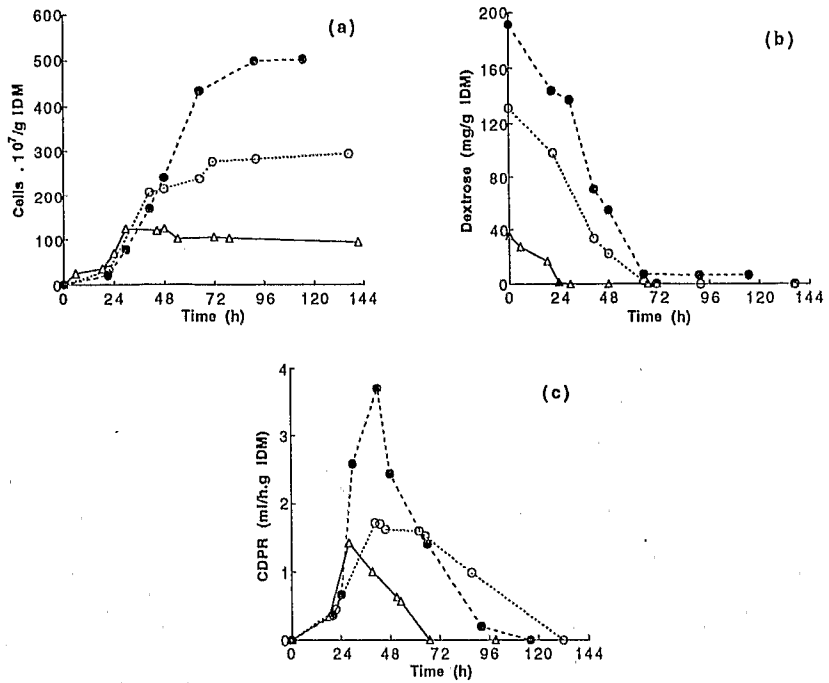 (a)
Cells . 10⁷/g IDM
600
500
400
300
200
100
0
0 24 48 72 96 120 144
Time (h)
(b)
Dextrose (mg/g IDM)
200
160
120
80
40
0
0 24 48 72 96 120 144
Time (h)
(c)
CDPR (ml/h.g IDM)
4
3
2
1
0
0 24 48 72 96 120 144
Time (h)